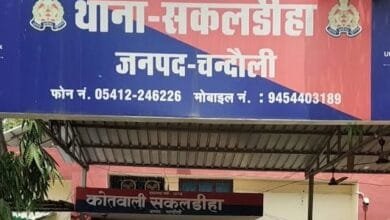 थाना-सकलडीहा
जनपद-चन्दौली
फोन नं. 05412-246226 मोबाइल नं. : 9454403189
कोतवाली सकलडीहा